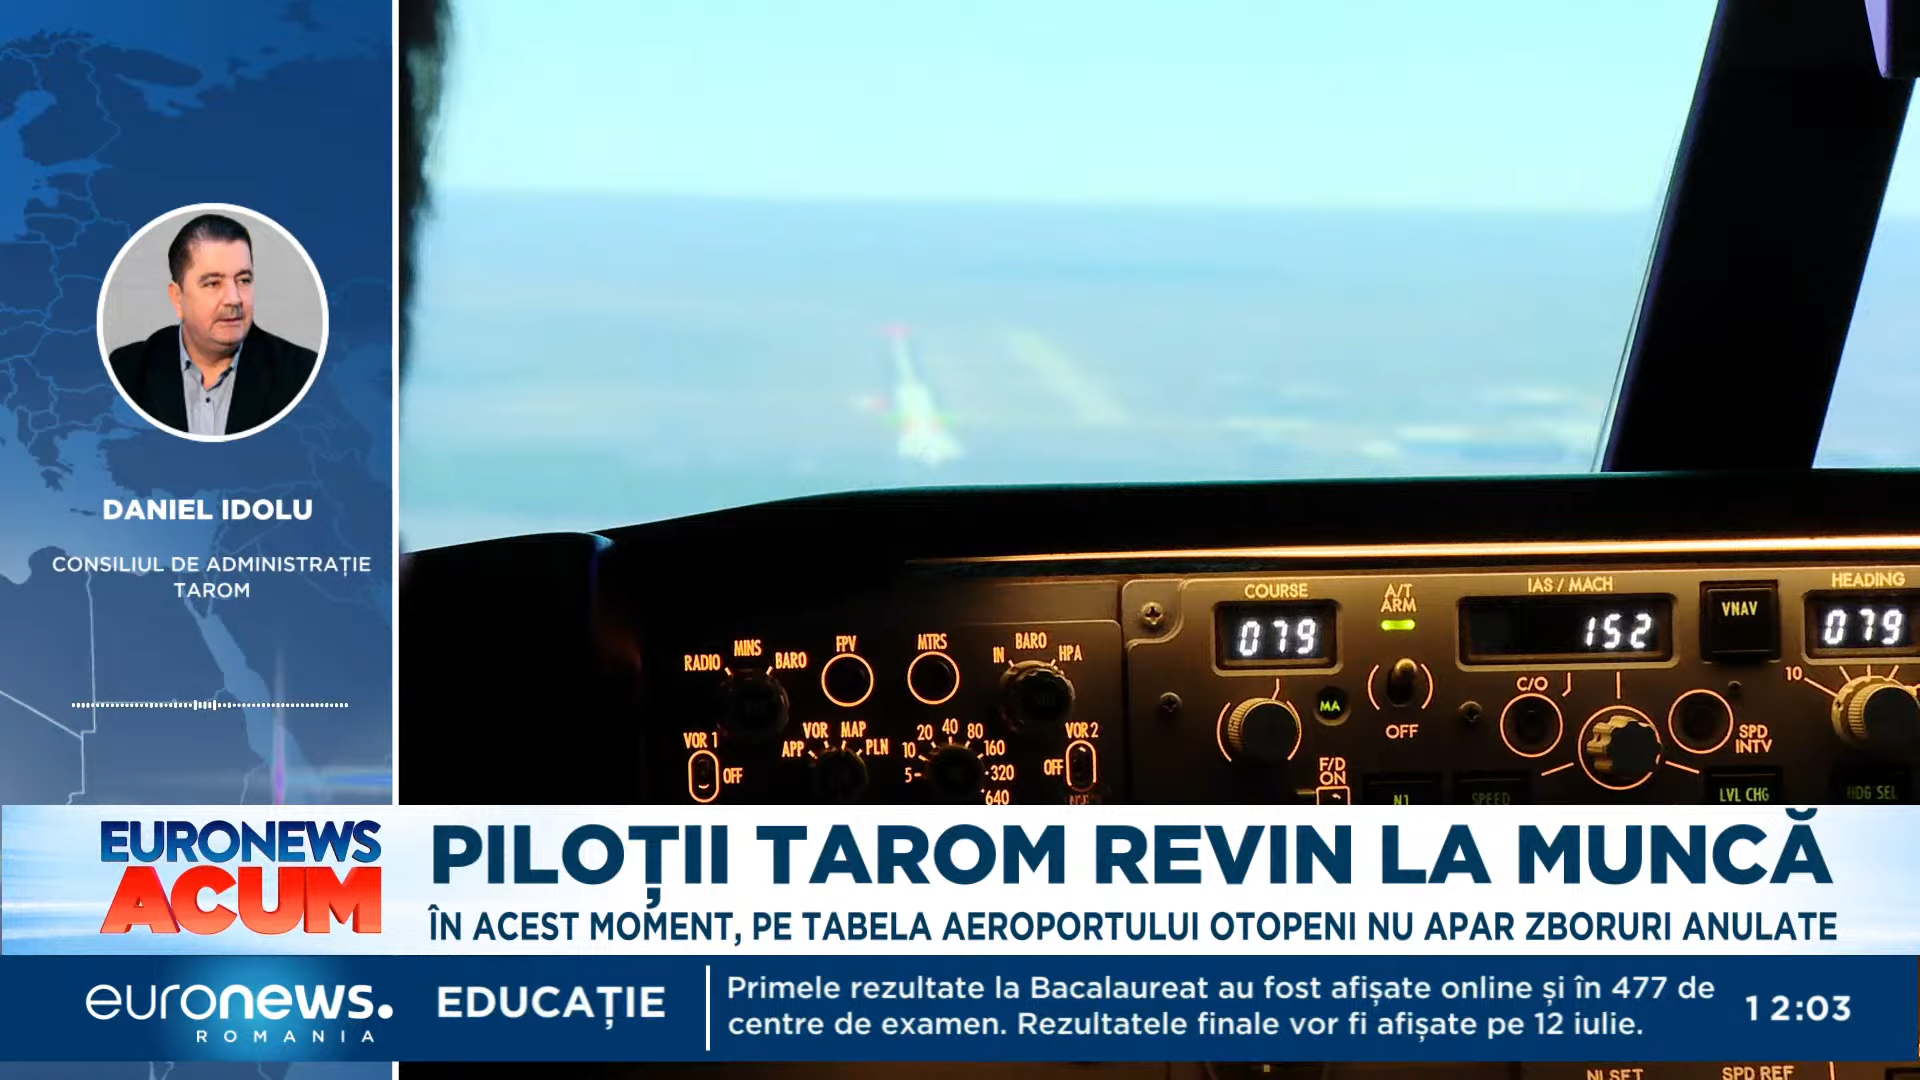 DANIEL IDOLU
CONSILIUL DE ADMINISTRAȚIE
TAROM
COURSE
A/T
ARM
IAS / MACH
HEADING
079
152
VNAV
079
RADIO
MINS
BARO
FPV
MTRS
IN
BARO
HPA
C/O
10
MA
OFF
SPD
INTV
VOR 1
OFF
APP
VOR
MAP
PLN
5
10
20
40
80
160
320
640
VOR 2
OFF
F/D
ON
N1
SPEED
LVL CHG
HDG SEL
EURONEWS
ACUM
PILOȚII TAROM REVIN LA MUNCĂ
ÎN ACEST MOMENT, PE TABELA AEROPORTULUI OTOPENI NU APAR ZBORURI ANULATE
euronews.
ROMANIA
EDUCAȚIE
Primele rezultate la Bacalaureat au fost afișate online și în 477 de
centre de examen. Rezultatele finale vor fi afișate pe 12 iulie.
12:03
N1 SET
SPD REF